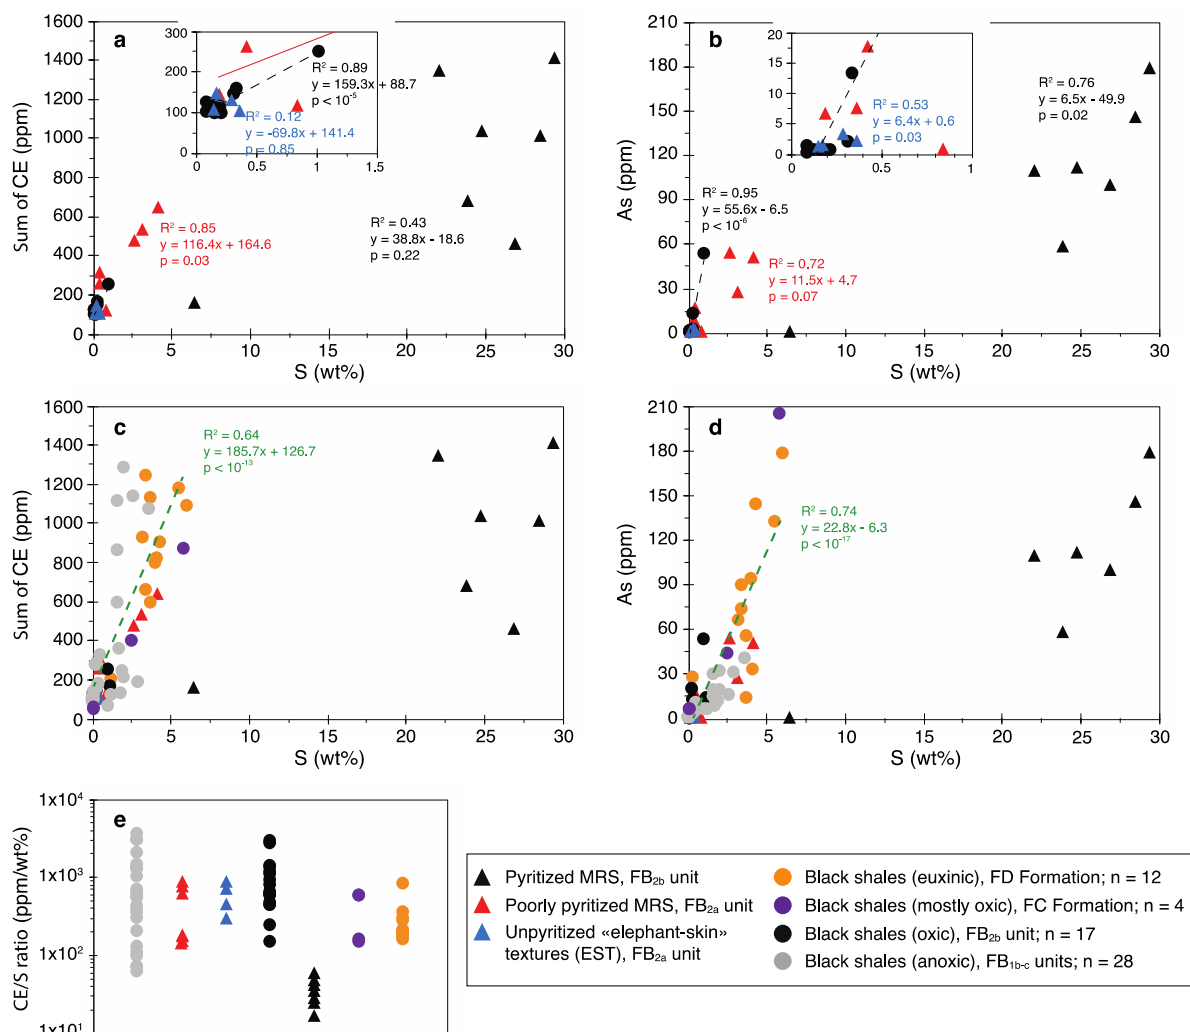 a
Sum of CE (ppm)
1600
1400
1200
1000
800
600
400
200
0
0
5
10
15
20
25
30
S (wt%)
300
250
200
150
100
50
0
0
0.5
1
1.5
R² = 0.89
y = 159.3x + 88.7
p < 10⁻⁵
R² = 0.12
y = -69.8x + 141.4
p = 0.85
R² = 0.85
y = 116.4x + 164.6
p = 0.03
R² = 0.43
y = 38.8x - 18.6
p = 0.22
b
As (ppm)
210
180
150
120
90
60
30
0
0
5
10
15
20
25
30
S (wt%)
20
15
10
5
0
0
0.5
1
R² = 0.53
y = 6.4x + 0.6
p = 0.03
R² = 0.76
y = 6.5x - 49.9
p = 0.02
R² = 0.95
y = 55.6x - 6.5
p < 10⁻⁶
R² = 0.72
y = 11.5x + 4.7
p = 0.07
c
Sum of CE (ppm)
1600
1400
1200
1000
800
600
400
200
0
0
5
10
15
20
25
30
S (wt%)
R² = 0.64
y = 185.7x + 126.7
p < 10⁻¹³
d
As (ppm)
210
180
150
120
90
60
30
0
0
5
10
15
20
25
30
S (wt%)
R² = 0.74
y = 22.8x - 6.3
p < 10⁻¹⁷
e
CE/S ratio (ppm/wt%)
1x10⁴
1x10³
1x10²
1x10¹
Pyritized MRS, FB₂b unit
Poorly pyritized MRS, FB₂a unit
Unpyritized «elephant-skin»
textures (EST), FB₂a unit
Black shales (euxinic), FD Formation; n = 12
Black shales (mostly oxic), FC Formation; n = 4
Black shales (oxic), FB₂b unit; n = 17
Black shales (anoxic), FB₁b-c units; n = 28